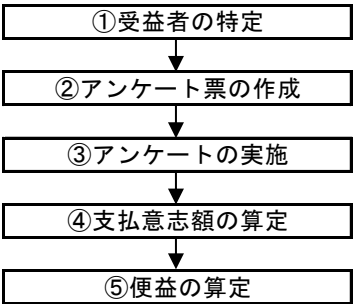 ①受益者の特定
②アンケート票の作成
③アンケートの実施
④支払意志額の算定
⑤便益の算定